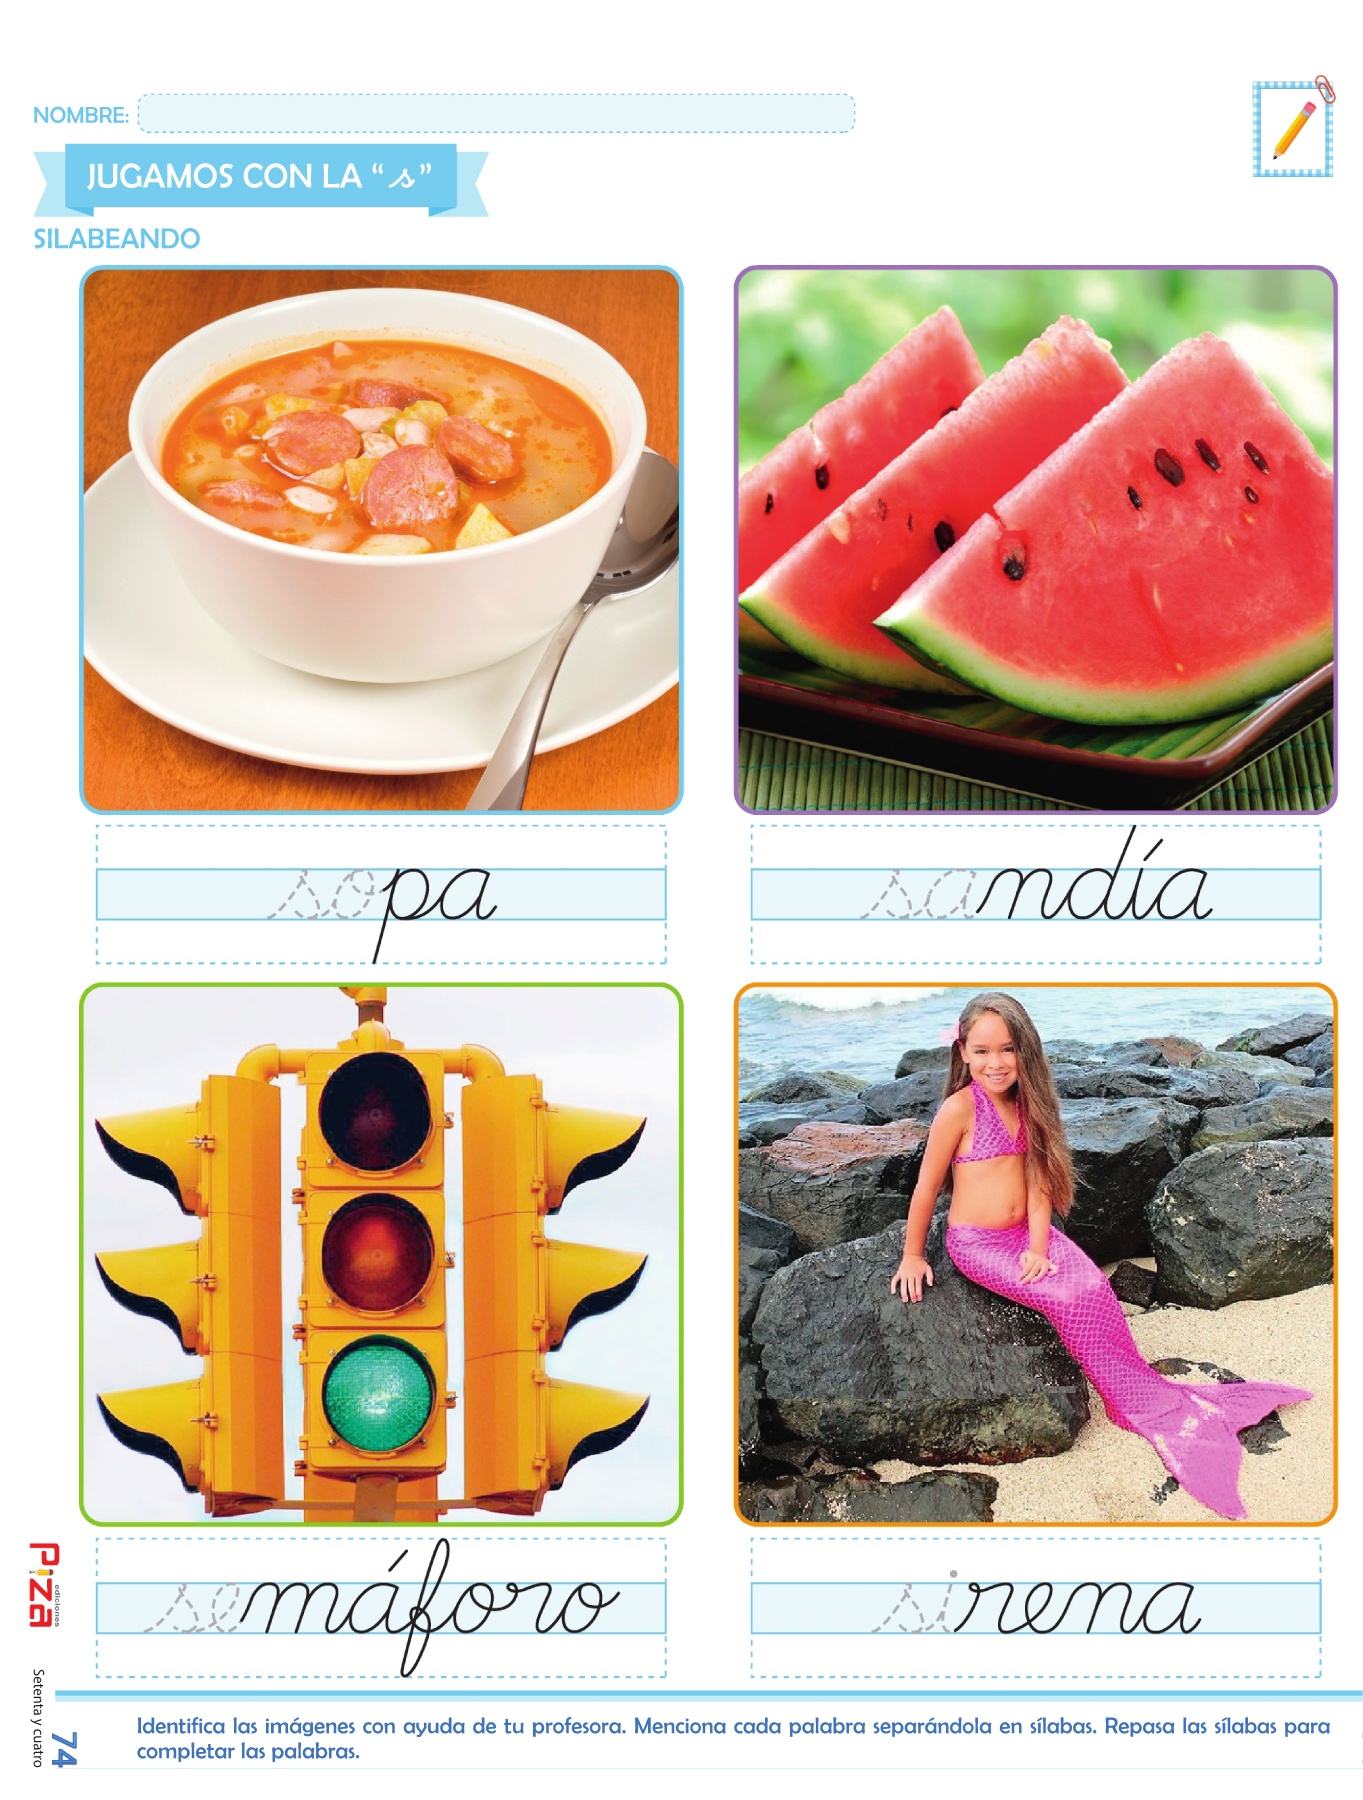 NOMBRE:
JUGAMOS CON LA “s”
SILABEANDO
sopa
sandía
semáforo
sirena
Piza
ediciones
Setenta y cuatro
74
Identifica las imágenes con ayuda de tu profesora. Menciona cada palabra separándola en sílabas. Repasa las sílabas para
completar las palabras.